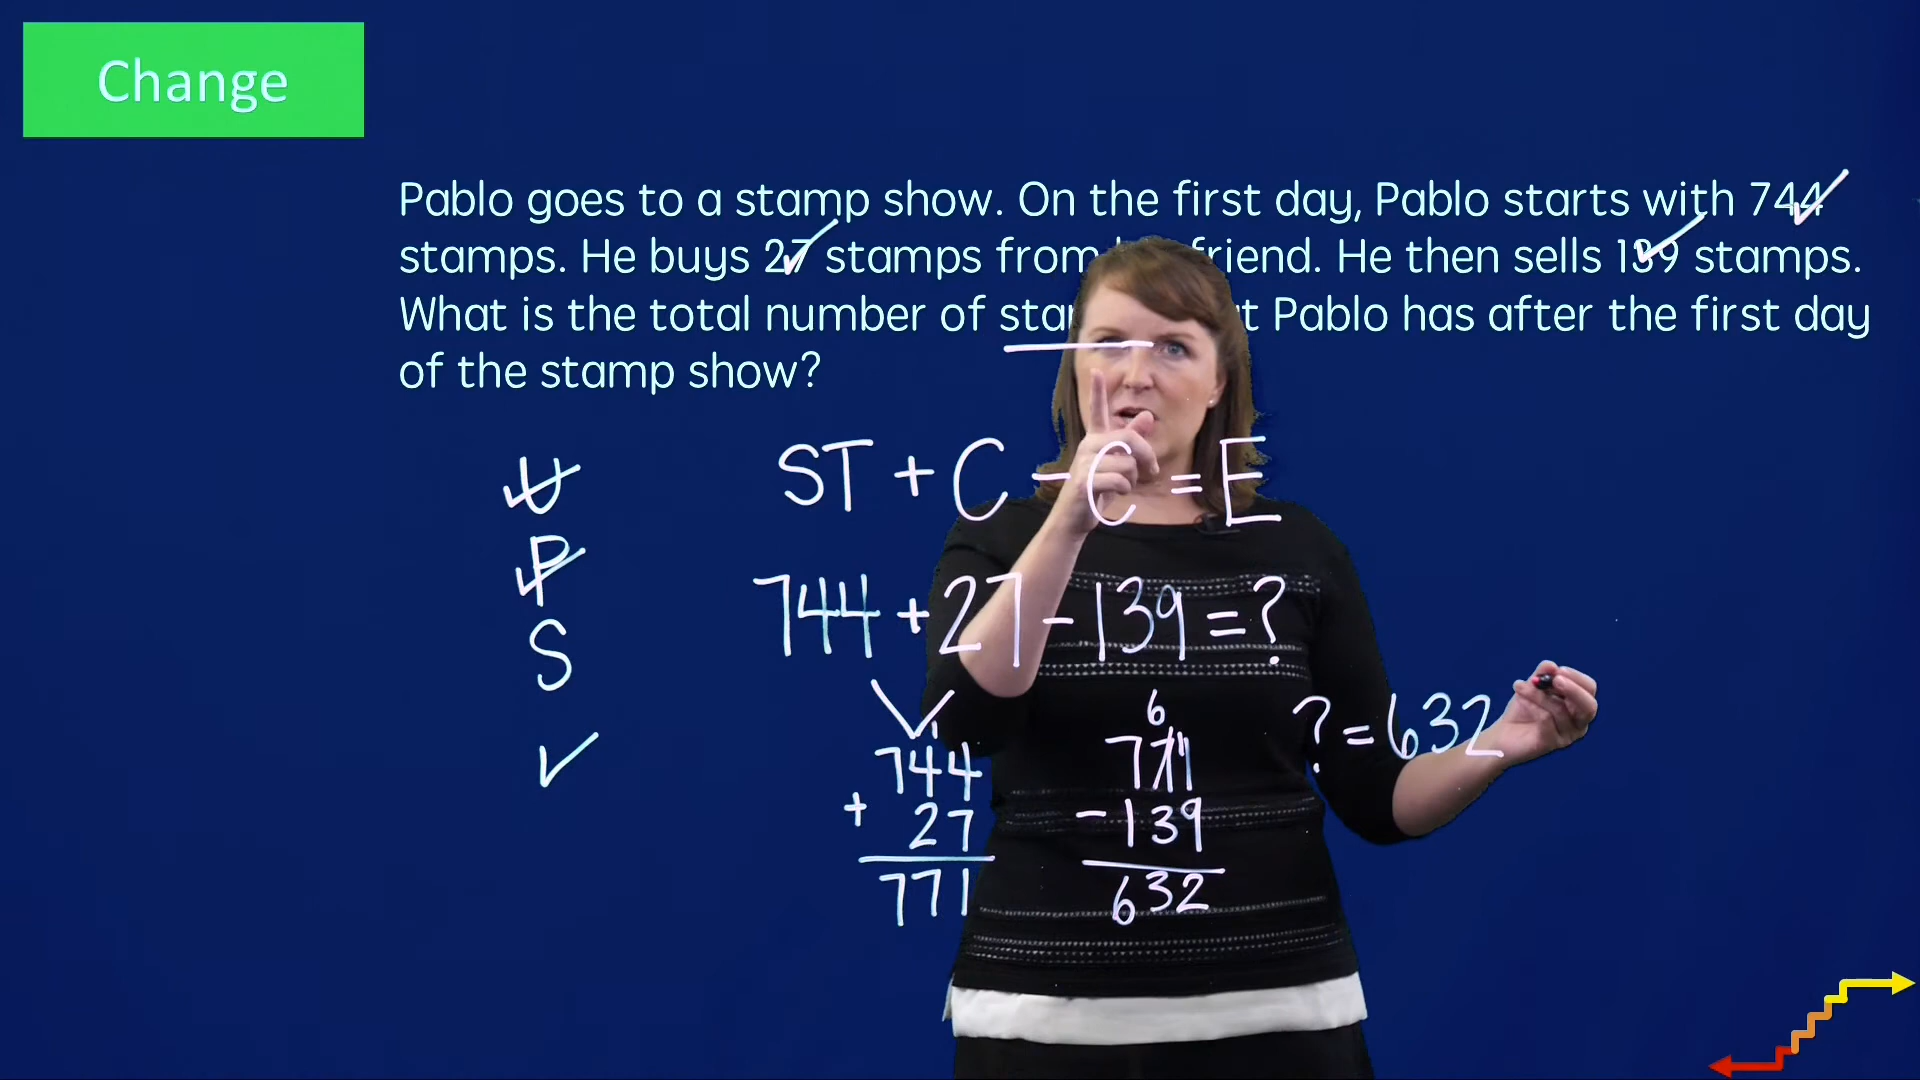 Change
Pablo goes to a stamp show. On the first day, Pablo starts with 744
stamps. He buys 27 stamps from friend. He then sells 139 stamps.
What is the total number of Pablo has after the first day
of the stamp show?
ST + C - C = E
744 + 27 - 139 = ?
U
P
S
✓
1
744
+ 27
771
6
771
- 139
632
? = 632